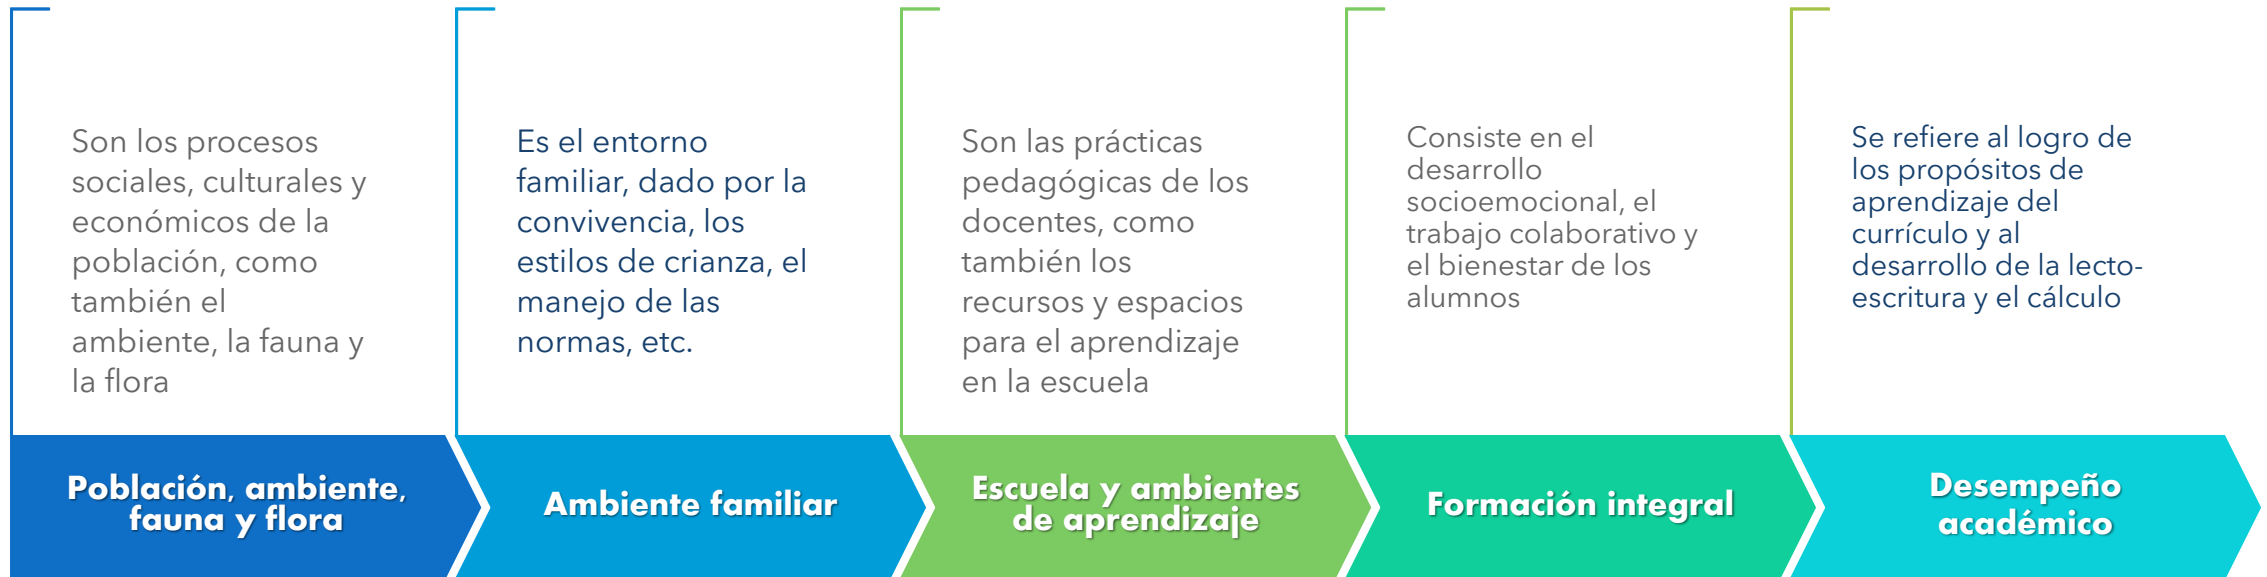 Son los procesos
sociales, culturales y
económicos de la
población, como
también el
ambiente, la fauna y
la flora
Población, ambiente,
fauna y flora
Es el entorno
familiar, dado por la
convivencia, los
estilos de crianza, el
manejo de las
normas, etc.
Ambiente familiar
Son las prácticas
pedagógicas de los
docentes, como
también los
recursos y espacios
para el aprendizaje
en la escuela
Escuela y ambientes
de aprendizaje
Consiste en el
desarrollo
socioemocional, el
trabajo colaborativo y
el bienestar de los
alumnos
Formación integral
Se refiere al logro de
los propósitos de
aprendizaje del
currículo y al
desarrollo de la lecto-
escritura y el cálculo
Desempeño
académico